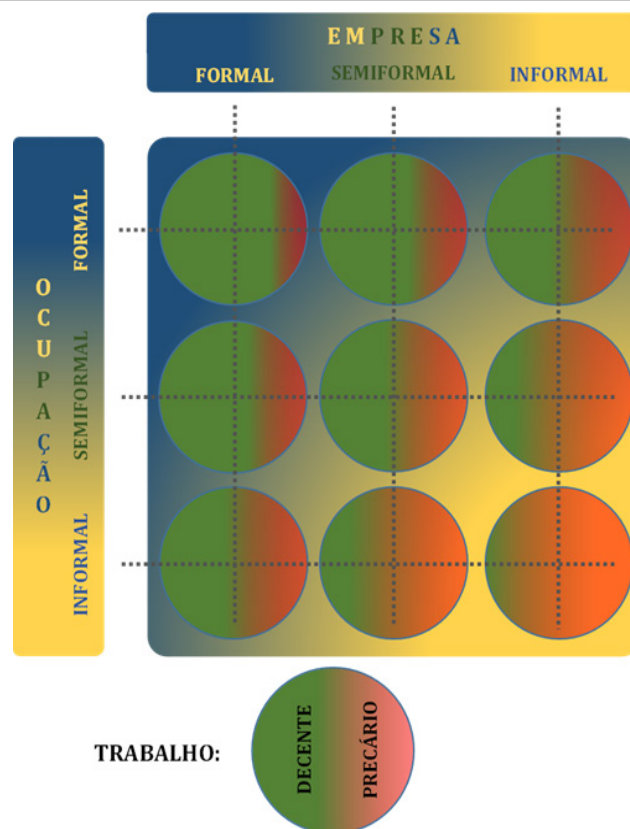 EMPRESA
FORMAL SEMIFORMAL INFORMAL
OCUPAÇÃO
FORMAL
SEMIFORMAL
INFORMAL
TRABALHO:
DECENTE
PRECÁRIO